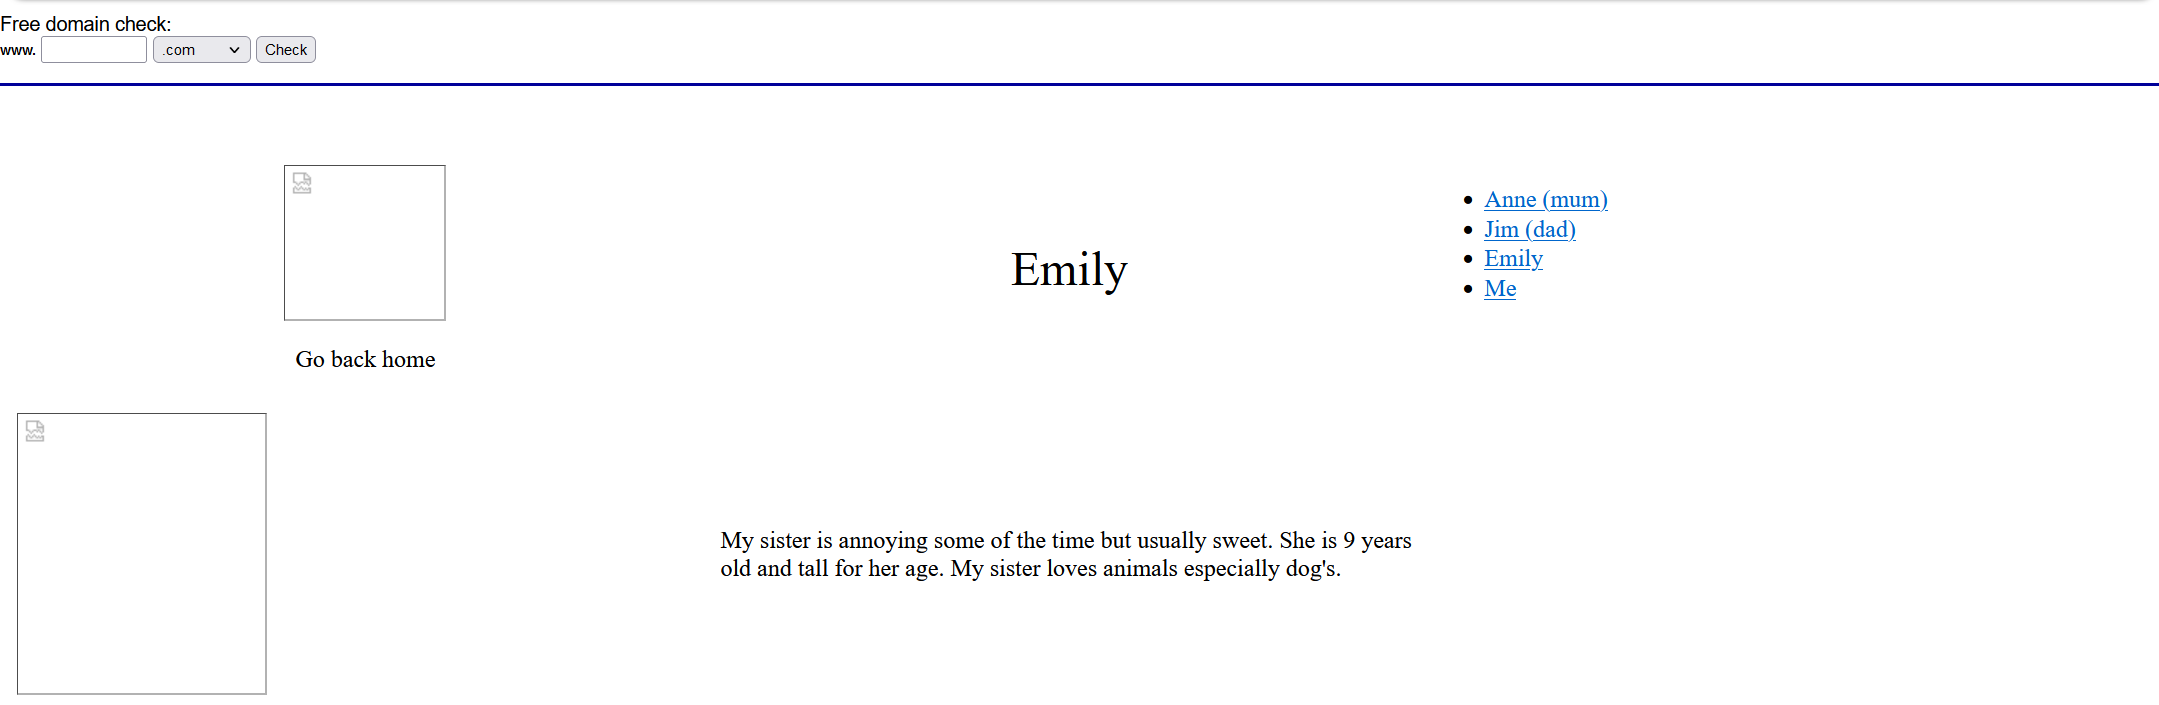 Free domain check:
www. .com Check
Emily
Anne (mum)
Jim (dad)
Emily
Me
Go back home
My sister is annoying some of the time but usually sweet. She is 9 years
old and tall for her age. My sister loves animals especially dog's.